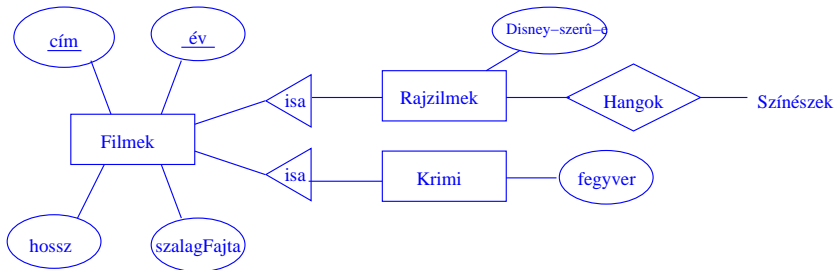 Disney−szerû−e
cím
év
isa
Rajzilmek
Hangok
Színészek
Filmek
isa
Krimi
fegyver
hossz
szalagFajta